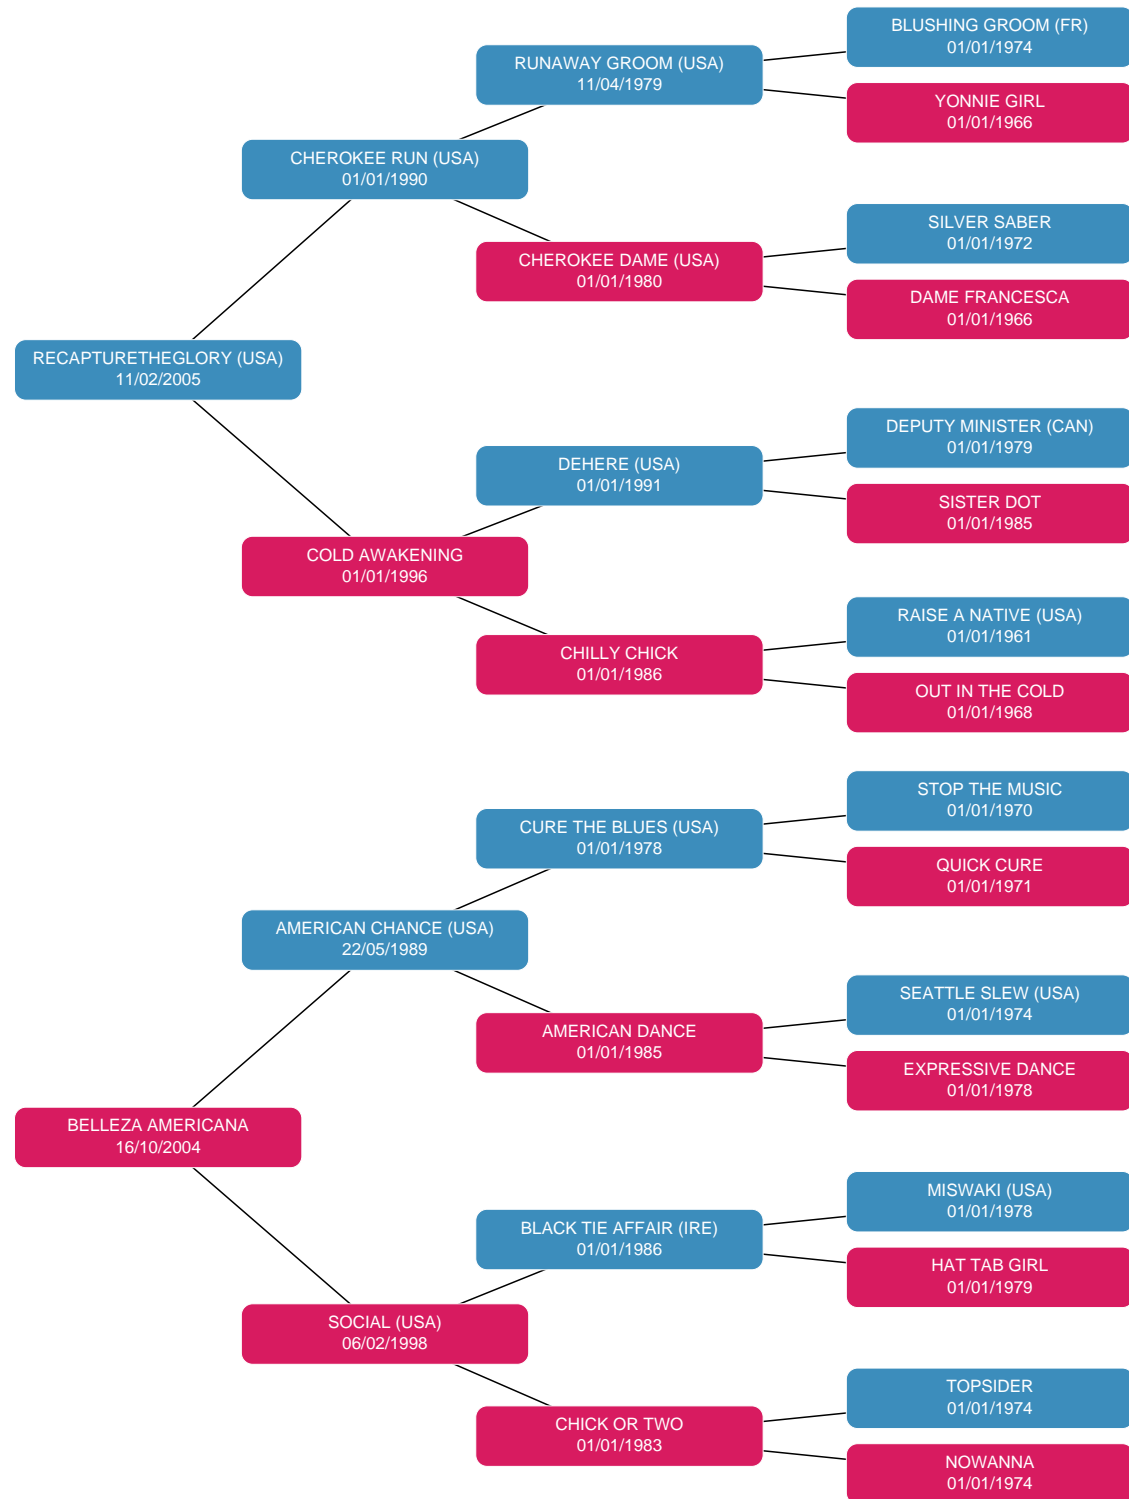 BLUSHING GROOM (FR)
01/01/1974
RUNAWAY GROOM (USA)
11/04/1979
YONNIE GIRL
01/01/1966
CHEROKEE RUN (USA)
01/01/1990
SILVER SABER
01/01/1972
CHEROKEE DAME (USA)
01/01/1980
DAME FRANCESCA
01/01/1966
RECAPTURETHEGLORY (USA)
11/02/2005
DEPUTY MINISTER (CAN)
01/01/1979
DEHERE (USA)
01/01/1991
SISTER DOT
01/01/1985
COLD AWAKENING
01/01/1996
RAISE A NATIVE (USA)
01/01/1961
CHILLY CHICK
01/01/1986
OUT IN THE COLD
01/01/1968
STOP THE MUSIC
01/01/1970
CURE THE BLUES (USA)
01/01/1978
QUICK CURE
01/01/1971
AMERICAN CHANCE (USA)
22/05/1989
SEATTLE SLEW (USA)
01/01/1974
AMERICAN DANCE
01/01/1985
EXPRESSIVE DANCE
01/01/1978
BELLEZA AMERICANA
16/10/2004
MISWAKI (USA)
01/01/1978
BLACK TIE AFFAIR (IRE)
01/01/1986
HAT TAB GIRL
01/01/1979
SOCIAL (USA)
06/02/1998
TOPSIDER
01/01/1974
CHICK OR TWO
01/01/1983
NOWANNA
01/01/1974